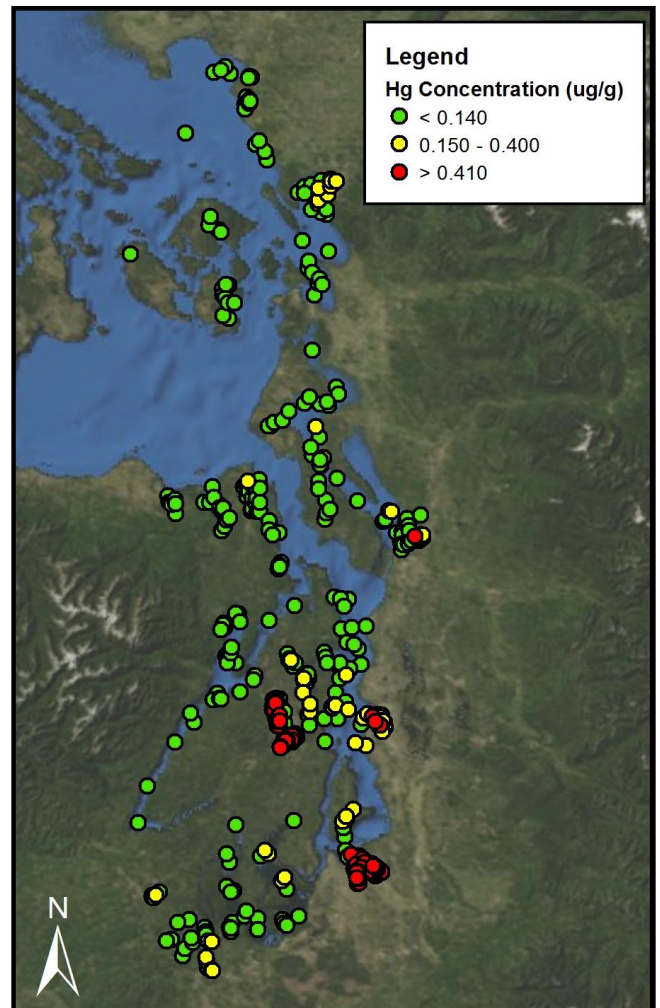 Legend
Hg Concentration (ug/g)
< 0.140
0.150 - 0.400
> 0.410
N